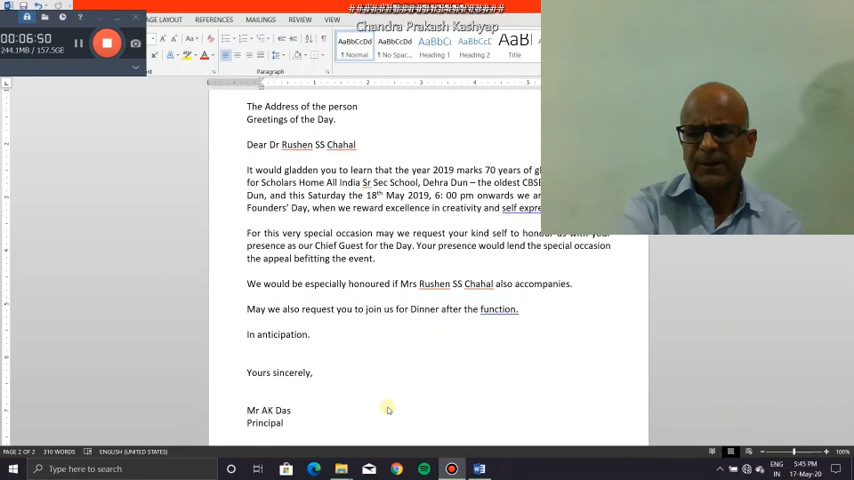 ####################
Chandra Prakash Kashyap
PAGE LAYOUT REFERENCES MAILINGS REVIEW VIEW
00:06:50
244.1MB / 157.5GB
AaBbCcDd AaBbCcDd AaBbCc AaBbCcD AaBl
¶ Normal ¶ No Spac... Heading 1 Heading 2
Paragraph
The Address of the person
Greetings of the Day.
Dear Dr Rushen SS Chahal
It would gladden you to learn that the year 2019 marks 70 years of
for Scholars Home All India Sr Sec School, Dehra Dun – the oldest CBSE
Dun, and this Saturday the 18th May 2019, 6: 00 pm onwards we
Founders' Day, when we reward excellence in creativity and self
For this very special occasion may we request your kind self to honour us with your
presence as our Chief Guest for the Day. Your presence would lend the special occasion
the appeal befitting the event.
We would be especially honoured if Mrs Rushen SS Chahal also accompanies.
May we also request you to join us for Dinner after the function.
In anticipation.
Yours sincerely,
Mr AK Das
Principal
PAGE 2 OF 2 310 WORDS ENGLISH (UNITED STATES) 100%
Type here to search
ENG
IN
5:45 PM
17-May-20